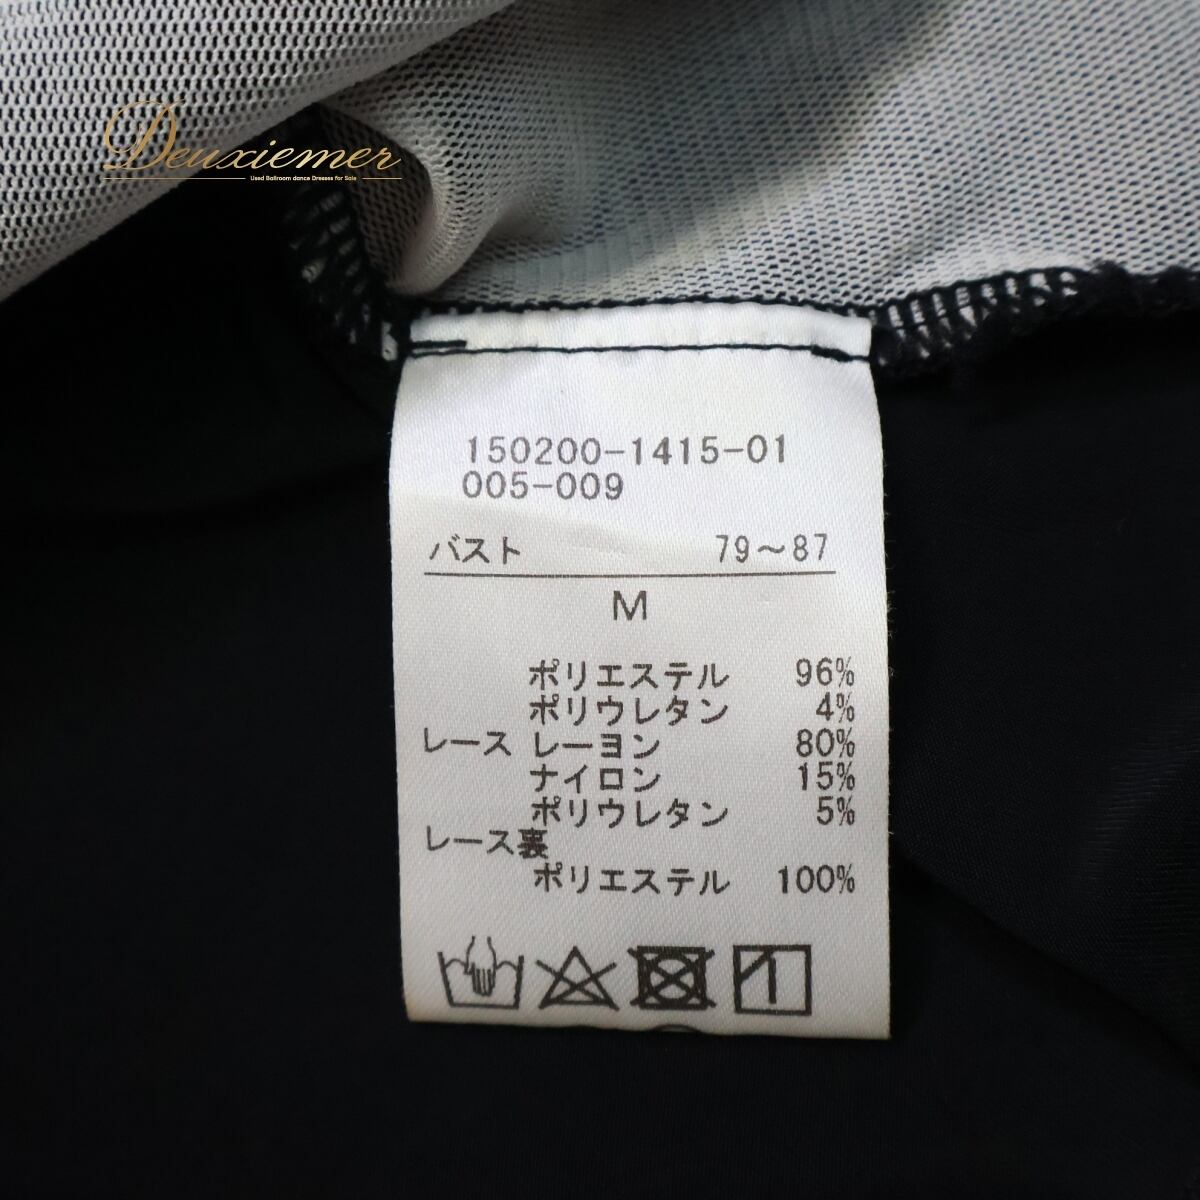 Deuxiemer
Used Ballroom dance Dresses for Sale
150200-1415-01
005-009
バスト 79～87
M
ポリエステル 96%
ポリウレタン 4%
レース レーヨン 80%
ナイロン 15%
ポリウレタン 5%
レース裏
ポリエステル 100%